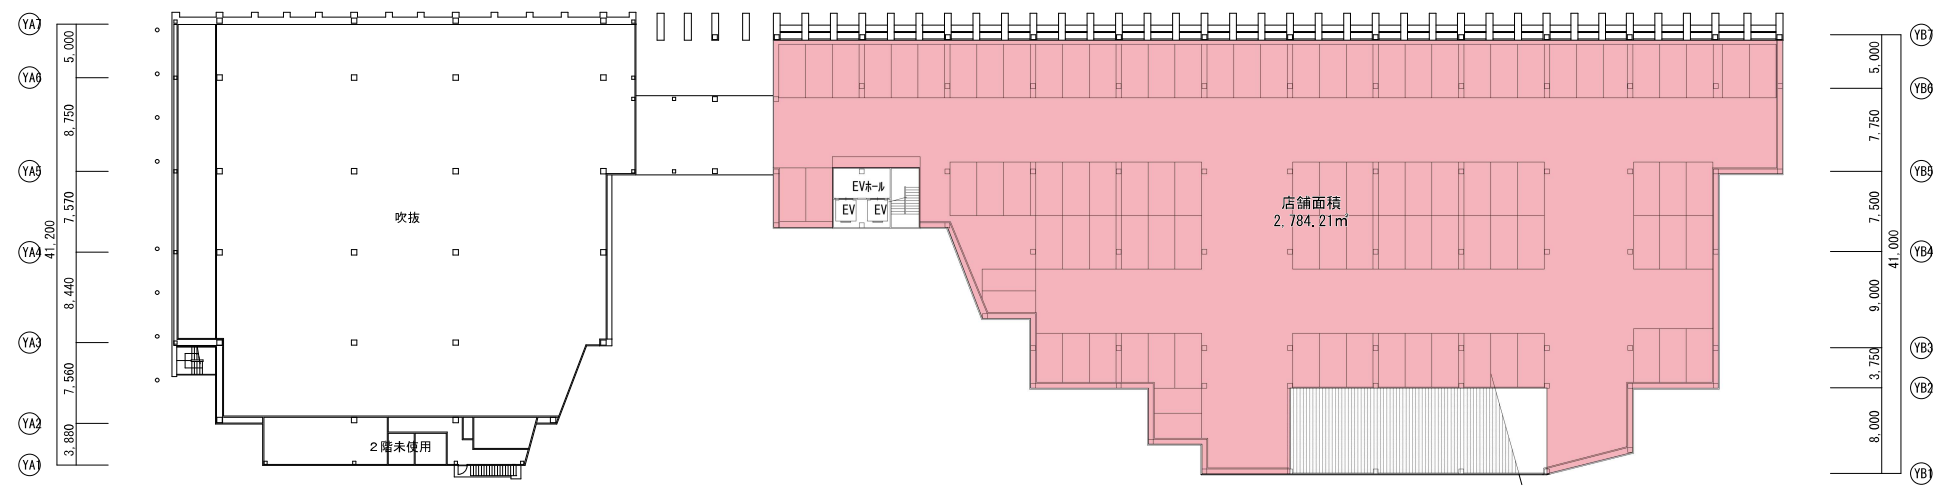 YA7
YA6
YA5
YA4
YA3
YA2
YA1
5,000
8,750
7,570
8,440
7,560
3,880
41,200
吹抜
2階未使用
EVホール
EV
EV
店舗面積
2,784.21㎡
5,000
7,750
7,500
9,000
3,750
8,000
41,000
YB7
YB6
YB5
YB4
YB3
YB2
YB1